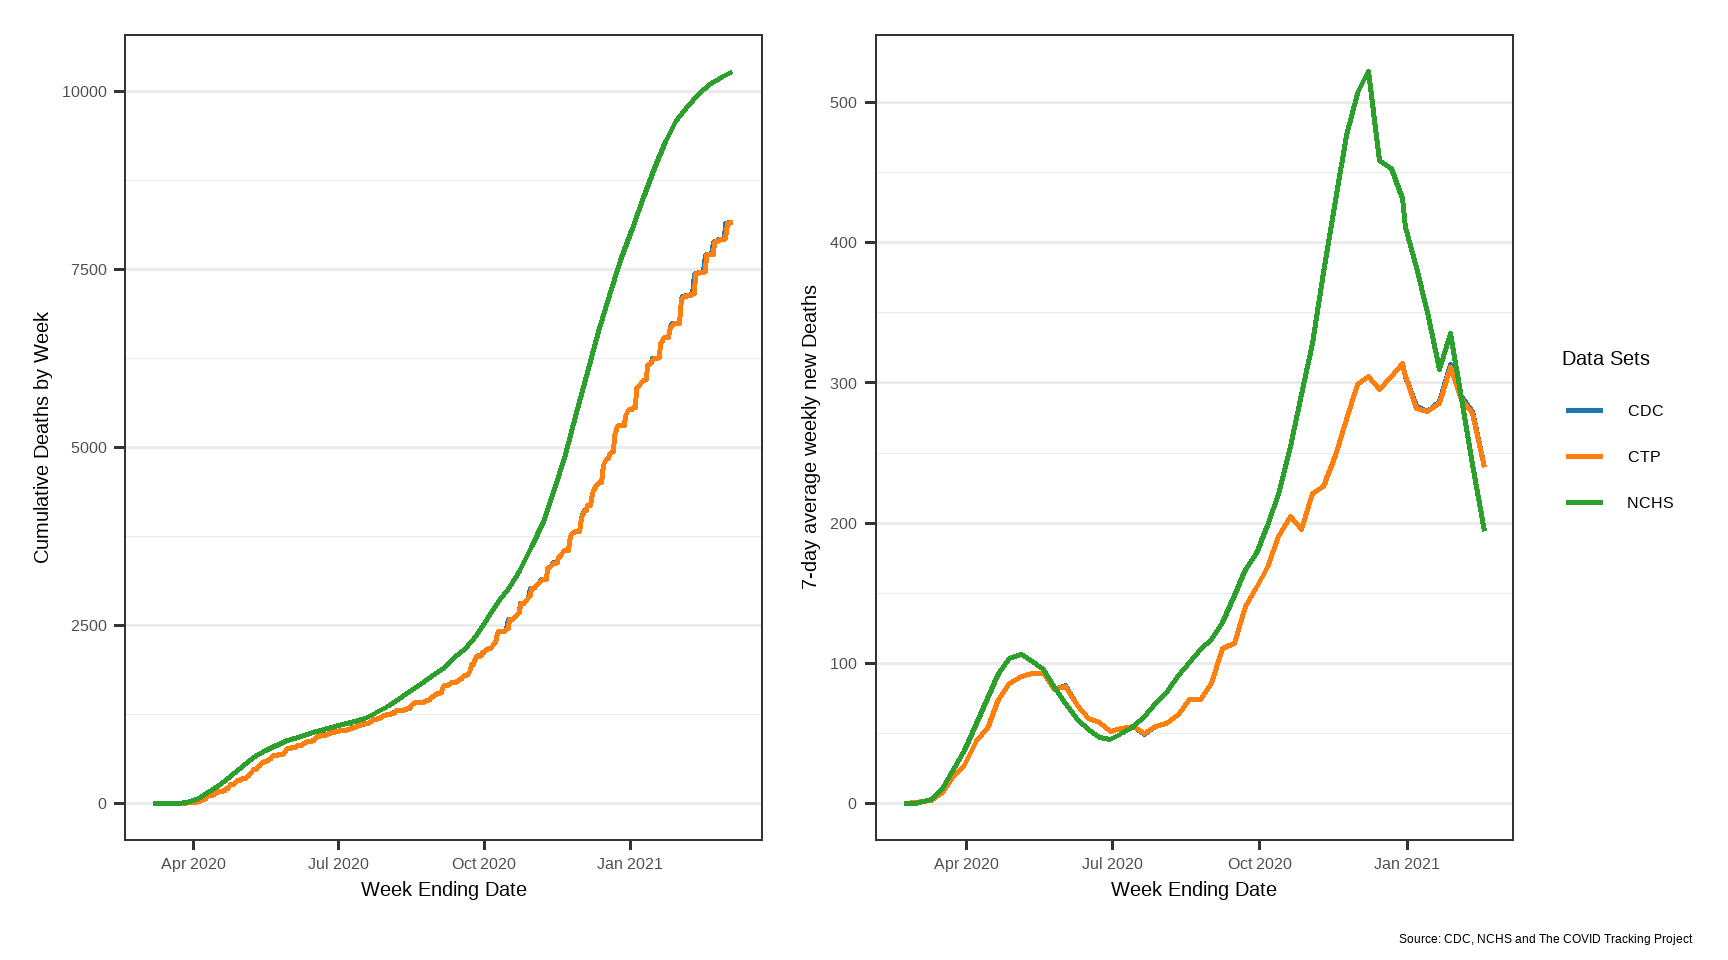 Cumulative Deaths by Week
10000
7500
5000
2500
0
Apr 2020
Jul 2020
Oct 2020
Jan 2021
Week Ending Date
7-day average weekly new Deaths
500
400
300
200
100
0
Apr 2020
Jul 2020
Oct 2020
Jan 2021
Week Ending Date
Data Sets
CDC
CTP
NCHS
Source: CDC, NCHS and The COVID Tracking Project